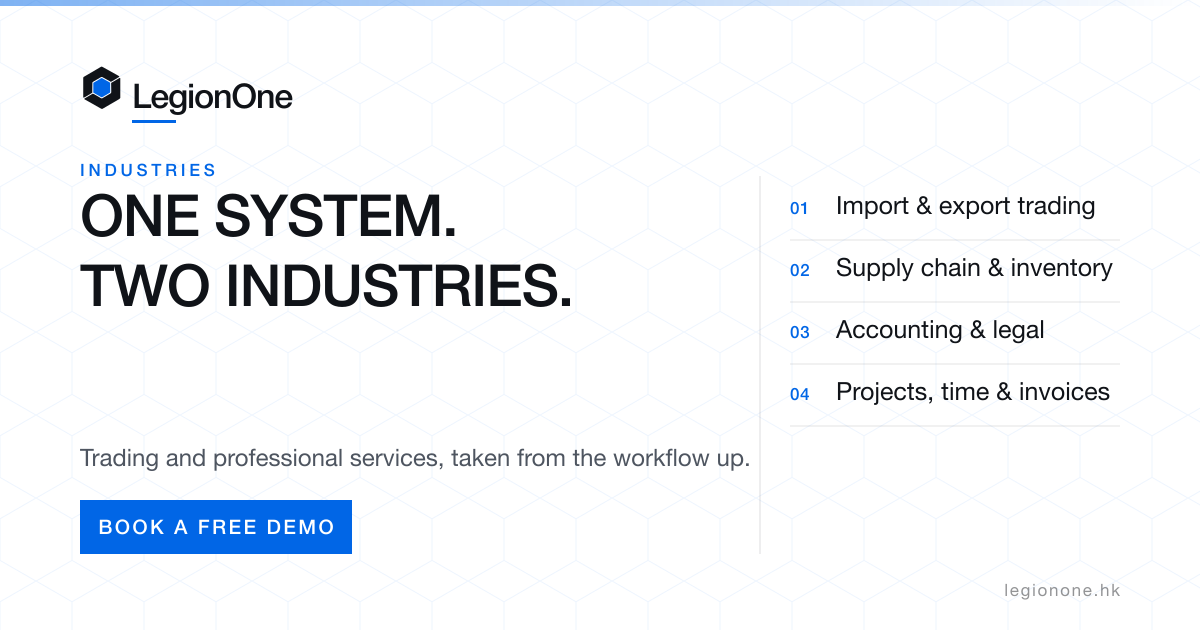 LegionOne
INDUSTRIES
ONE SYSTEM.
TWO INDUSTRIES.
Trading and professional services, taken from the workflow up.
BOOK A FREE DEMO
01 Import & export trading
02 Supply chain & inventory
03 Accounting & legal
04 Projects, time & invoices
legionone.hk